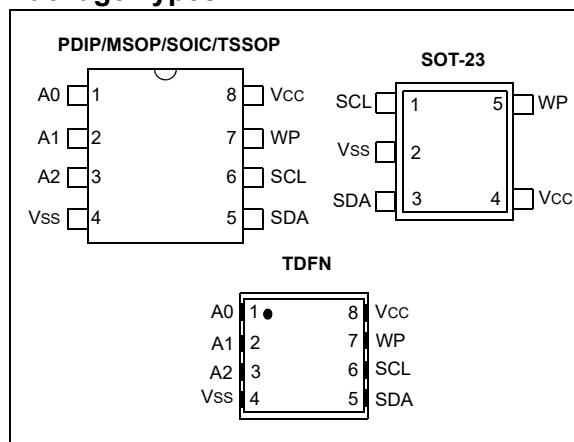 PDIP/MSOP/SOIC/TSSOP
A0 1 8 VCC
A1 2 7 WP
A2 3 6 SCL
VSS 4 5 SDA
SOT-23
SCL 1 5 WP
VSS 2
SDA 3 4 VCC
TDFN
A0 1 8 VCC
A1 2 7 WP
A2 3 6 SCL
VSS 4 5 SDA